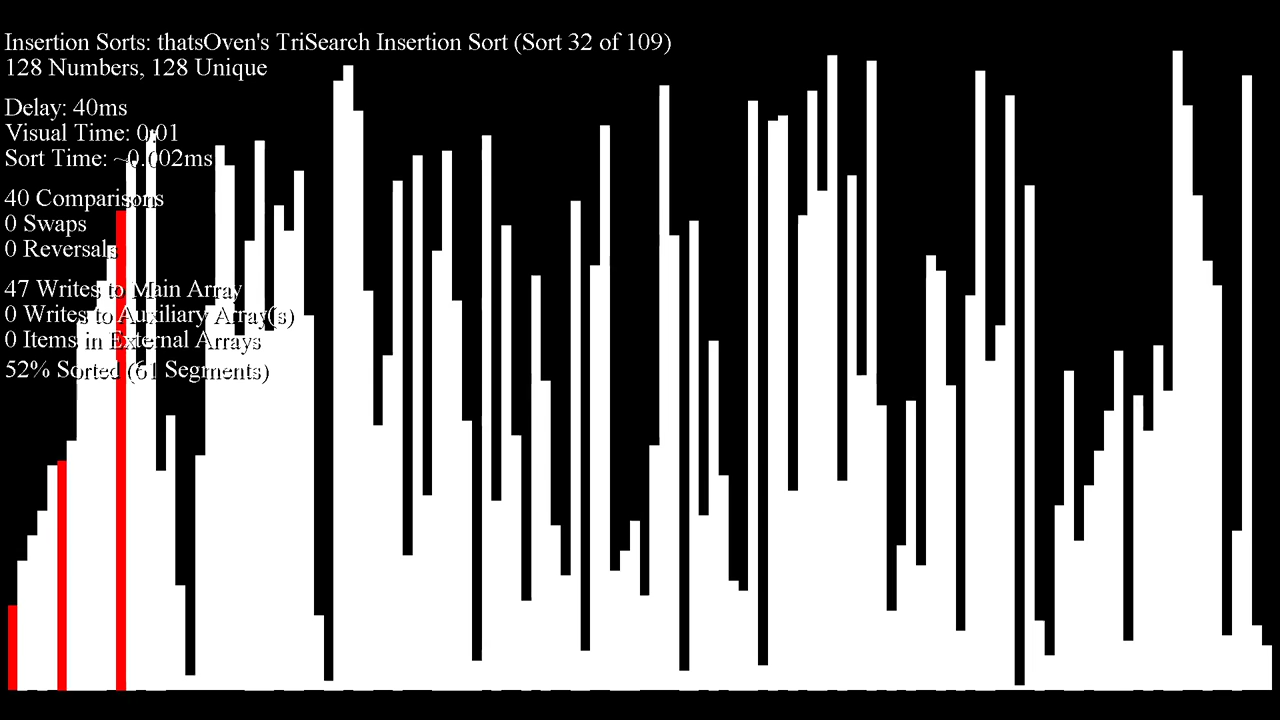 Insertion Sorts: thatsOven's TriSearch Insertion Sort (Sort 32 of 109)
128 Numbers, 128 Unique
Delay: 40ms
Visual Time: 0:01
Sort Time: ~0.002ms
40 Comparisons
0 Swaps
0 Reversals
47 Writes to Main Array
0 Writes to Auxiliary Array(s)
0 Items in External Arrays
52% Sorted (61 Segments)